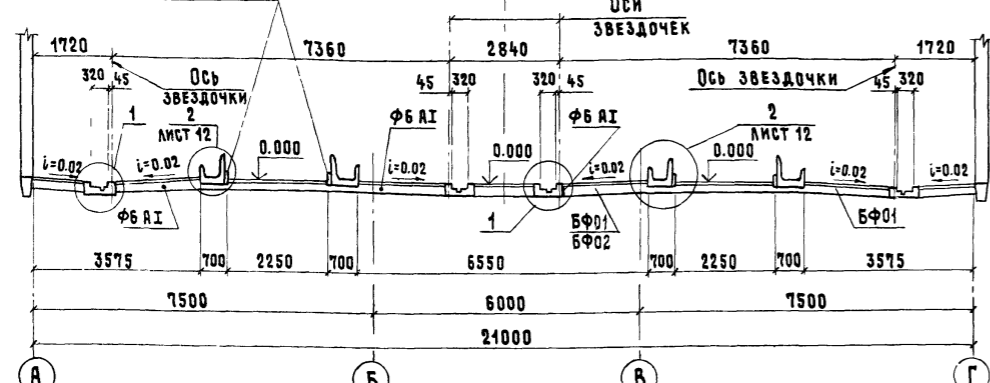 ОСИ
ЗВЕЗДОЧЕК
1720 7360 2840 7360 1720
320 45 ОСЬ ЗВЕЗДОЧКИ 45 320 320 45 ОСЬ ЗВЕЗДОЧКИ 45 320
1 2 ЛИСТ 12 Ф6 АI Ф6 АI 2 ЛИСТ 12
i=0.02 i=0.02 0.000 i=0.02 0.000 i=0.02 0.000 i=0.02 i=0.02
Ф6 АI 1 БФ01 БФ02 БФ01
3575 700 2250 700 6550 700 2250 700 3575
7500 6000 7500
21000
А Б В Г